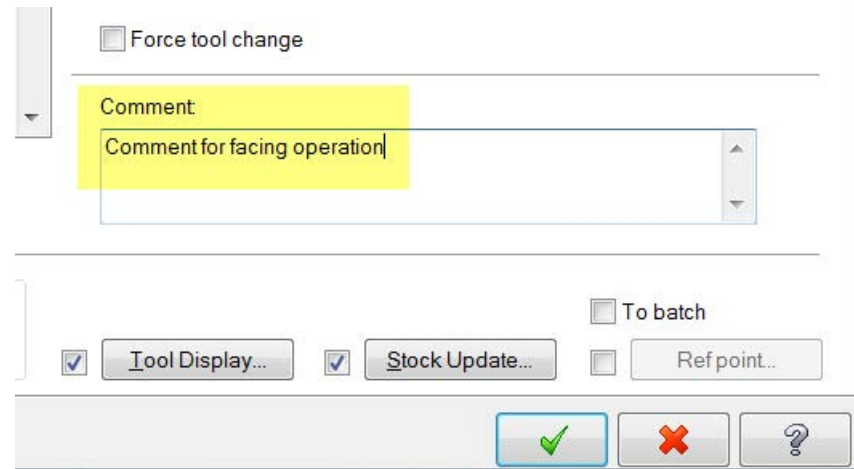 Force tool change
Comment:
Comment for facing operation
To batch
Tool Display...
Stock Update...
Ref point...